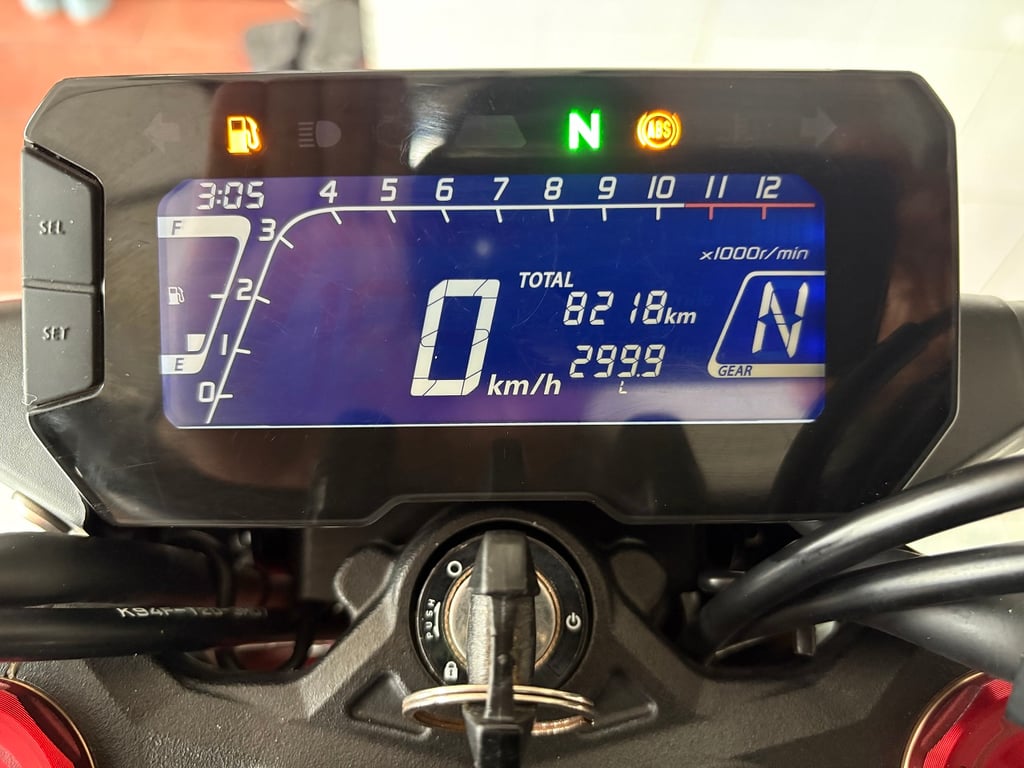 N ABS
3:05 4 5 6 7 8 9 10 11 12
F 3
x1000r/min
TOTAL
SEL
2
8218km
N
SET
1
299.9
E
0 km/h
GEAR
0
L
PUSH